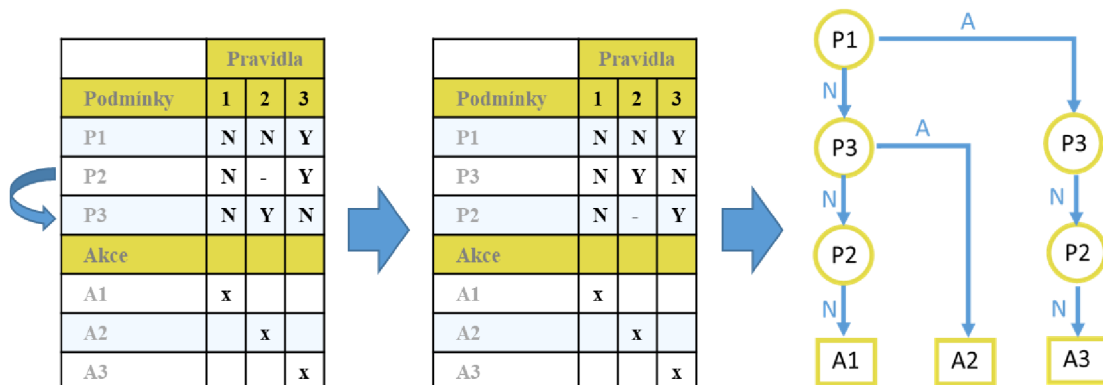 Pravidla
Podmínky 1 2 3
P1 N N Y
P2 N - Y
P3 N Y N
Akce
A1 x
A2 x
A3 x
Pravidla
Podmínky 1 2 3
P1 N N Y
P3 N Y N
P2 N - Y
Akce
A1 x
A2 x
A3 x
P1 A
N A
P3 P3
N N
P2 P2
N N
A1 A2 A3